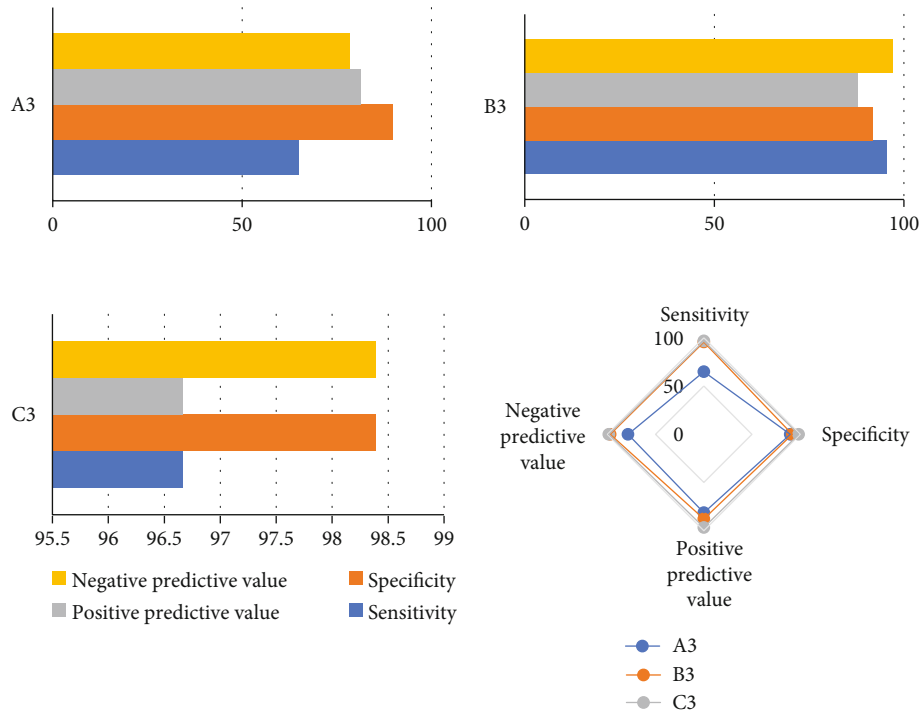 A3
0
50
100
B3
0
50
100
C3
95.5
96
96.5
97
97.5
98
98.5
99
Negative predictive value
Specificity
Positive predictive value
Sensitivity
Sensitivity
100
50
0
Negative
predictive
value
Specificity
Positive
predictive
value
A3
B3
C3